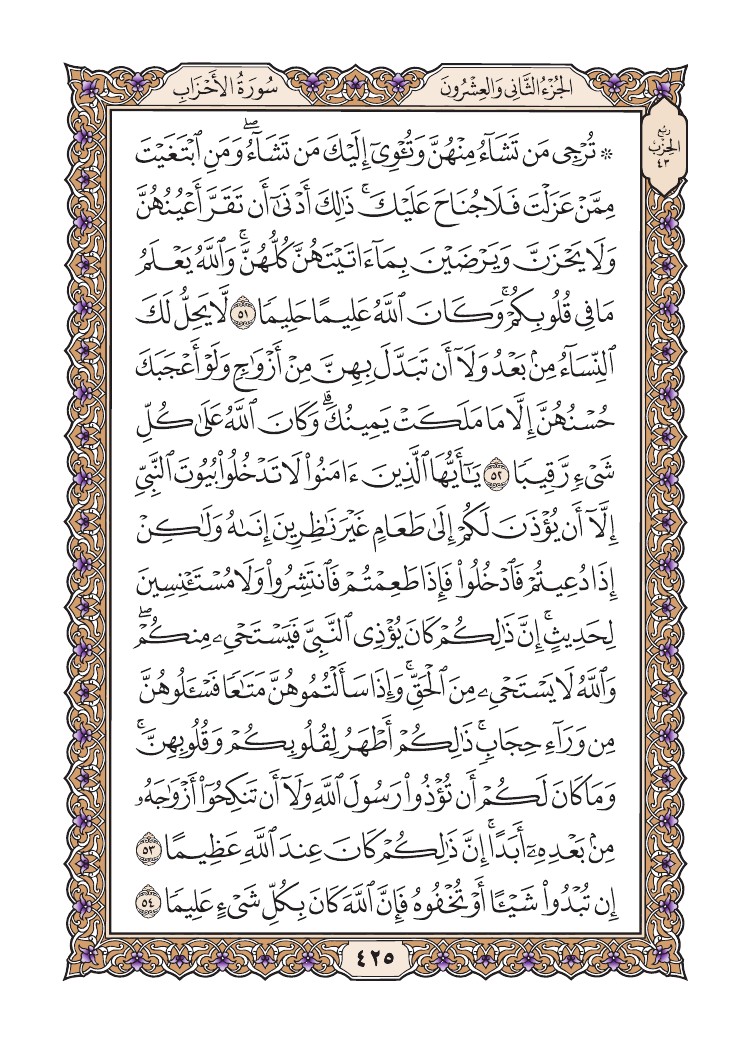 الجُزْءُ الثَّانِي وَالعِشْرُونَ
سُورَةُ الأَحْزَابِ
رُبْع
الحِزْب
٤٣
۞ تُرْجِي مَن تَشَآءُ مِنْهُنَّ وَتُـْٔوِيٓ إِلَيْكَ مَن تَشَآءُۖ وَمَنِ ٱبْتَغَيْتَ
مِمَّنْ عَزَلْتَ فَلَا جُنَاحَ عَلَيْكَۚ ذَٰلِكَ أَدْنَىٰٓ أَن تَقَرَّ أَعْيُنُهُنَّ
وَلَا يَحْزَنَّ وَيَرْضَيْنَ بِمَآ ءَاتَيْتَهُنَّ كُلُّهُنَّۚ وَٱللَّهُ يَعْلَمُ
مَا فِي قُلُوبِكُمْۚ وَكَانَ ٱللَّهُ عَلِيمًا حَلِيمًا ٥١ لَّا يَحِلُّ لَكَ
ٱلنِّسَآءُ مِنۢ بَعْدُ وَلَآ أَن تَبَدَّلَ بِهِنَّ مِنْ أَزْوَٰجٍ وَلَوْ أَعْجَبَكَ
حُسْنُهُنَّ إِلَّا مَا مَلَكَتْ يَمِينُكَۗ وَكَانَ ٱللَّهُ عَلَىٰ كُلِّ
شَيْءٍ رَّقِيبًا ٥٢ يَـٰٓأَيُّهَا ٱلَّذِينَ ءَامَنُوا۟ لَا تَدْخُلُوا۟ بُيُوتَ ٱلنَّبِيِّ
إِلَّآ أَن يُؤْذَنَ لَكُمْ إِلَىٰ طَعَامٍ غَيْرَ نَـٰظِرِينَ إِنَىٰهُ وَلَـٰكِنْ
إِذَا دُعِيتُمْ فَٱدْخُلُوا۟ فَإِذَا طَعِمْتُمْ فَٱنتَشِرُوا۟ وَلَا مُسْتَـْٔنِسِينَ
لِحَدِيثٍۚ إِنَّ ذَٰلِكُمْ كَانَ يُؤْذِي ٱلنَّبِيَّ فَيَسْتَحْيِۦ مِنكُمْۖ
وَٱللَّهُ لَا يَسْتَحْيِۦ مِنَ ٱلْحَقِّۚ وَإِذَا سَأَلْتُمُوهُنَّ مَتَـٰعًا فَسْـَٔلُوهُنَّ
مِن وَرَآءِ حِجَابٍۚ ذَٰلِكُمْ أَطْهَرُ لِقُلُوبِكُمْ وَقُلُوبِهِنَّۚ
وَمَا كَانَ لَكُمْ أَن تُؤْذُوا۟ رَسُولَ ٱللَّهِ وَلَآ أَن تَنكِحُوٓا۟ أَزْوَٰجَهُۥ
مِنۢ بَعْدِهِۦٓ أَبَدًاۚ إِنَّ ذَٰلِكُمْ كَانَ عِندَ ٱللَّهِ عَظِيمًا ٥٣
إِن تُبْدُوا۟ شَيْـًٔا أَوْ تُخْفُوهُ فَإِنَّ ٱللَّهَ كَانَ بِكُلِّ شَيْءٍ عَلِيمًا ٥٤
٤٢٥